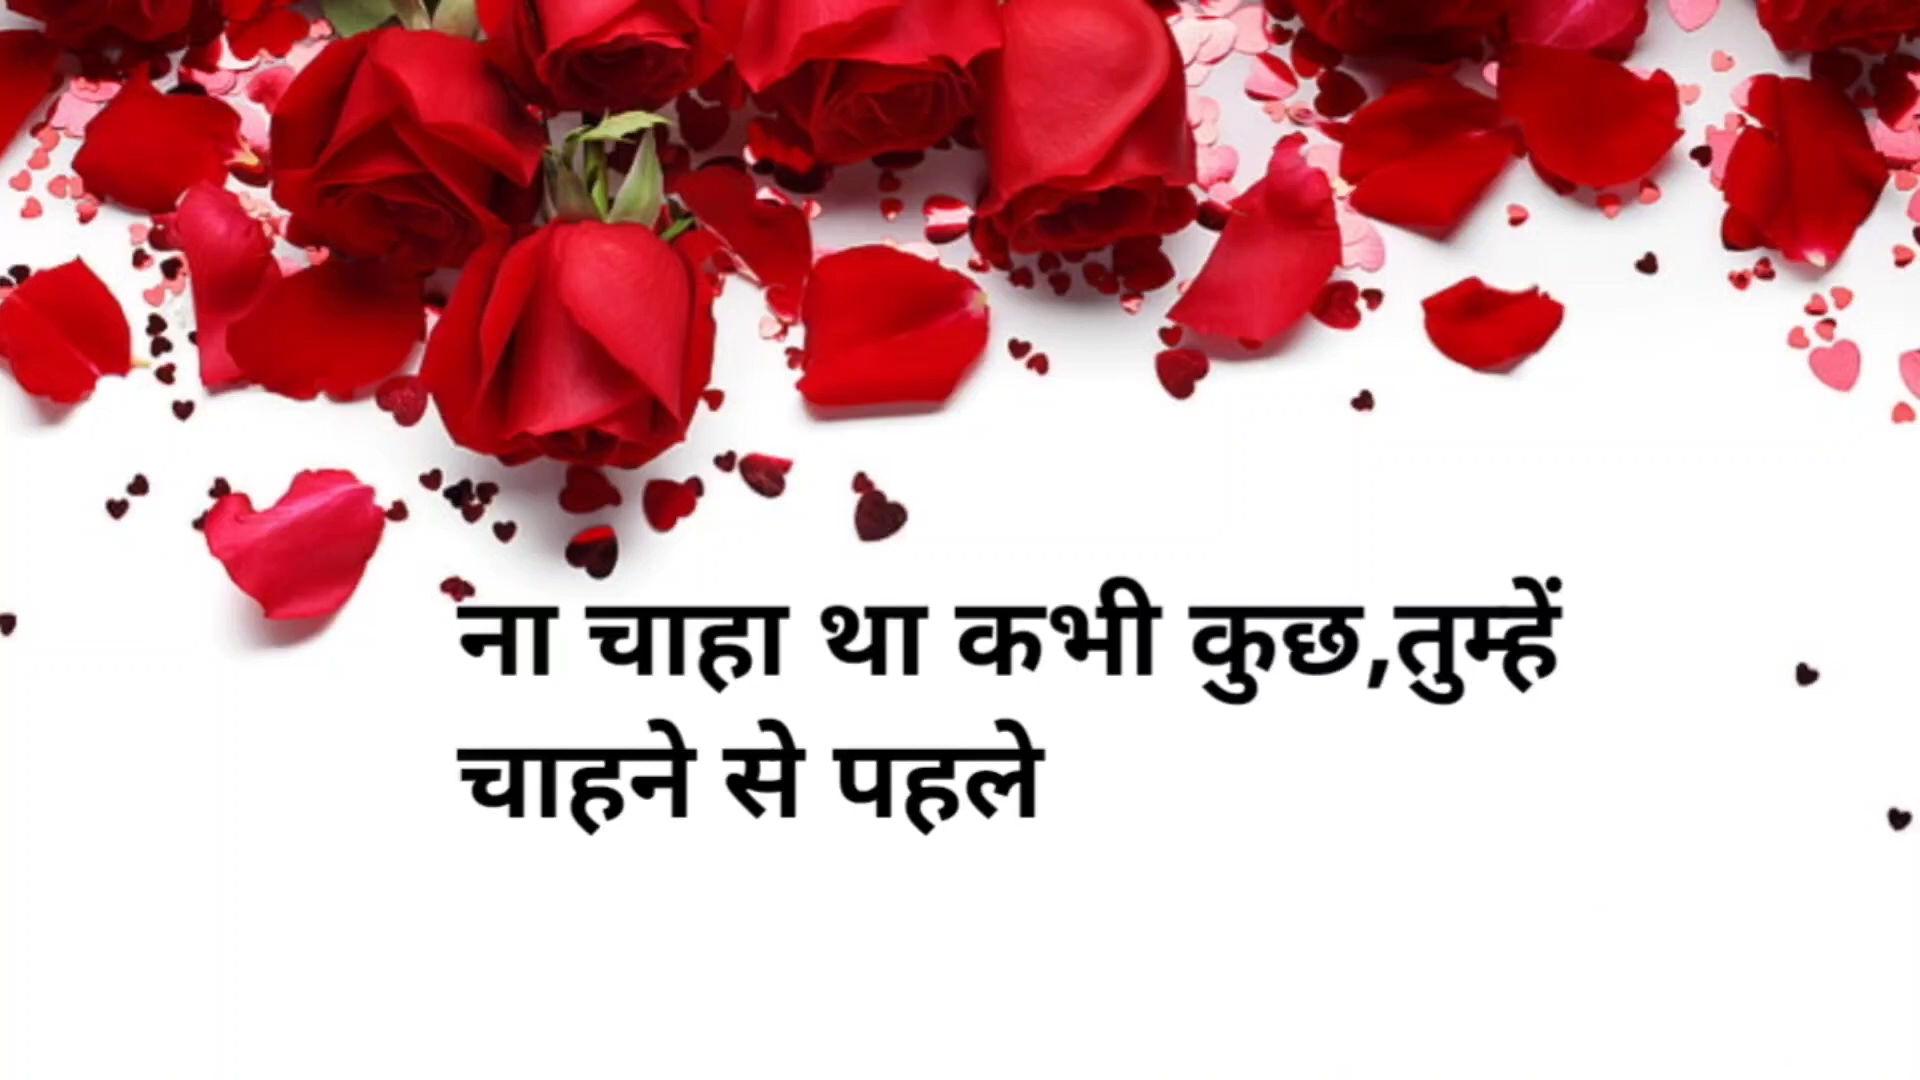 ना चाहा था कभी कुछ,तुम्हें
चाहने से पहले